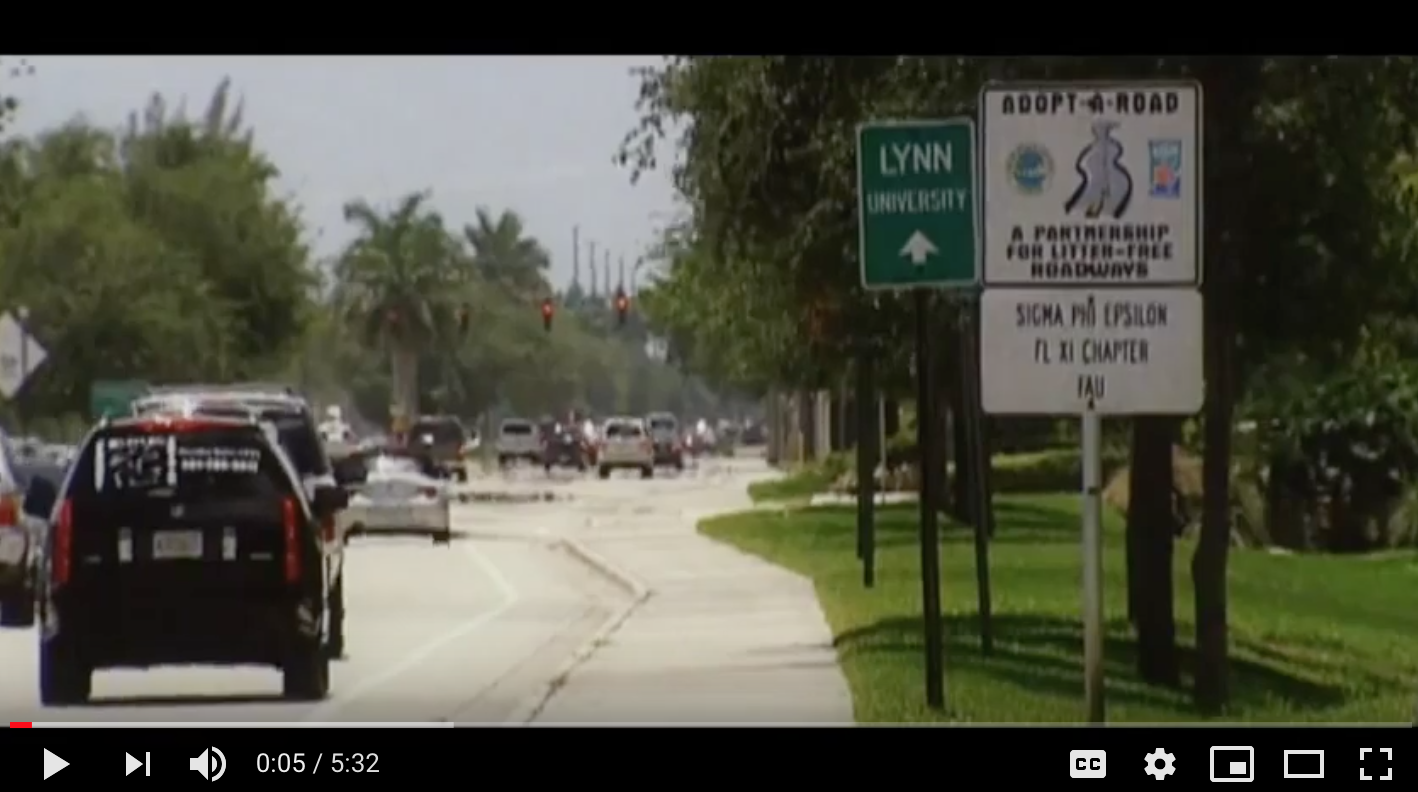 LYNN
UNIVERSITY
ADOPT-A-ROAD
A PARTNERSHIP
FOR LITTER-FREE
ROADWAYS
SIGMA PHI EPSILON
FL XI CHAPTER
FAU
0:05 / 5:32
CC